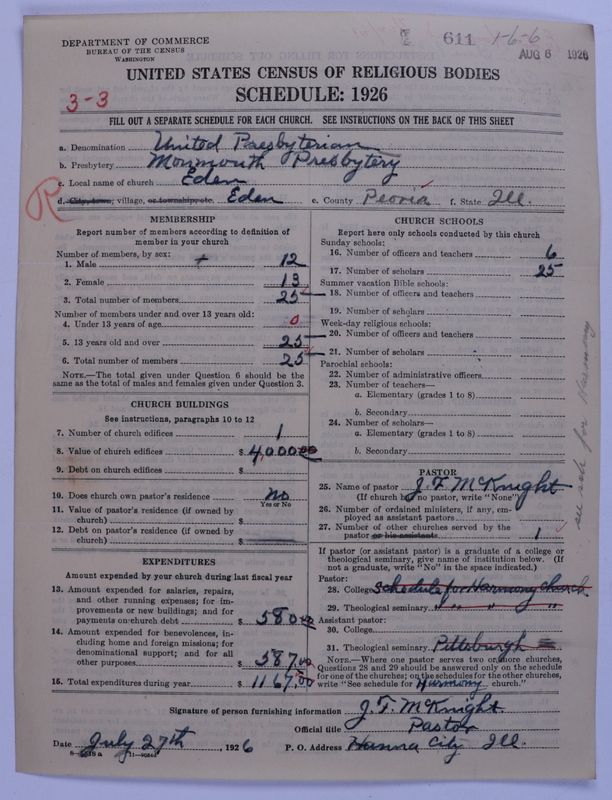 DEPARTMENT OF COMMERCE
BUREAU OF THE CENSUS
WASHINGTON
611
1-6-6
AUG 6 1926
UNITED STATES CENSUS OF RELIGIOUS BODIES
SCHEDULE: 1926
3-3
FILL OUT A SEPARATE SCHEDULE FOR EACH CHURCH. SEE INSTRUCTIONS ON THE BACK OF THIS SHEET
a. Denomination United Presbyterian
b. Presbytery Monmouth Presbytery
c. Local name of church Eden
R
d. City, town, village, or township, etc. Eden e. County Peoria f. State Ill.
MEMBERSHIP
Report number of members according to definition of
member in your church
Number of members, by sex:
1. Male 12
2. Female 13
3. Total number of members 25
Number of members under and over 13 years old:
4. Under 13 years of age 0
5. 13 years old and over 25
6. Total number of members 25
NOTE.—The total given under Question 6 should be the
same as the total of males and females given under Question 3.
CHURCH BUILDINGS
See instructions, paragraphs 10 to 12
7. Number of church edifices 1
8. Value of church edifices $ 4,000.00
9. Debt on church edifices $
10. Does church own pastor's residence No
Yes or No
11. Value of pastor's residence (if owned by
church) $
12. Debt on pastor's residence (if owned by
church) $
EXPENDITURES
Amount expended by your church during last fiscal year
13. Amount expended for salaries, repairs,
and other running expenses; for im-
provements or new buildings; and for
payments on church debt $ 580.00
14. Amount expended for benevolences, in-
cluding home and foreign missions; for
denominational support; and for all
other purposes $ 587.00
15. Total expenditures during year $ 1167.00
CHURCH SCHOOLS
Report here only schools conducted by this church
Sunday schools:
16. Number of officers and teachers 6
17. Number of scholars 25
Summer vacation Bible schools:
18. Number of officers and teachers
19. Number of scholars
Week-day religious schools:
20. Number of officers and teachers
21. Number of scholars
Parochial schools:
22. Number of administrative officers
23. Number of teachers—
a. Elementary (grades 1 to 8)
b. Secondary
24. Number of scholars—
a. Elementary (grades 1 to 8)
b. Secondary
see sch for Harmony
PASTOR
25. Name of pastor J. F. McKnight
(If church has no pastor, write "None")
26. Number of ordained ministers, if any, em-
ployed as assistant pastors
27. Number of other churches served by the
pastor or his assistants 1
If pastor (or assistant pastor) is a graduate of a college or
theological seminary, give name of institution below. (If
not a graduate, write "No" in the space indicated.)
Pastor:
28. College Schedule for Harmony Church
29. Theological seminary " " " "
Assistant pastor:
30. College
31. Theological seminary Pittsburgh
NOTE.—Where one pastor serves two or more churches,
Questions 28 and 29 should be answered only on the schedule
for one of the churches; on the schedules for the other churches,
write "See schedule for Harmony church."
Signature of person furnishing information J. F. McKnight
Official title Pastor
Date July 27th, 1926 P. O. Address Hanna City Ill.